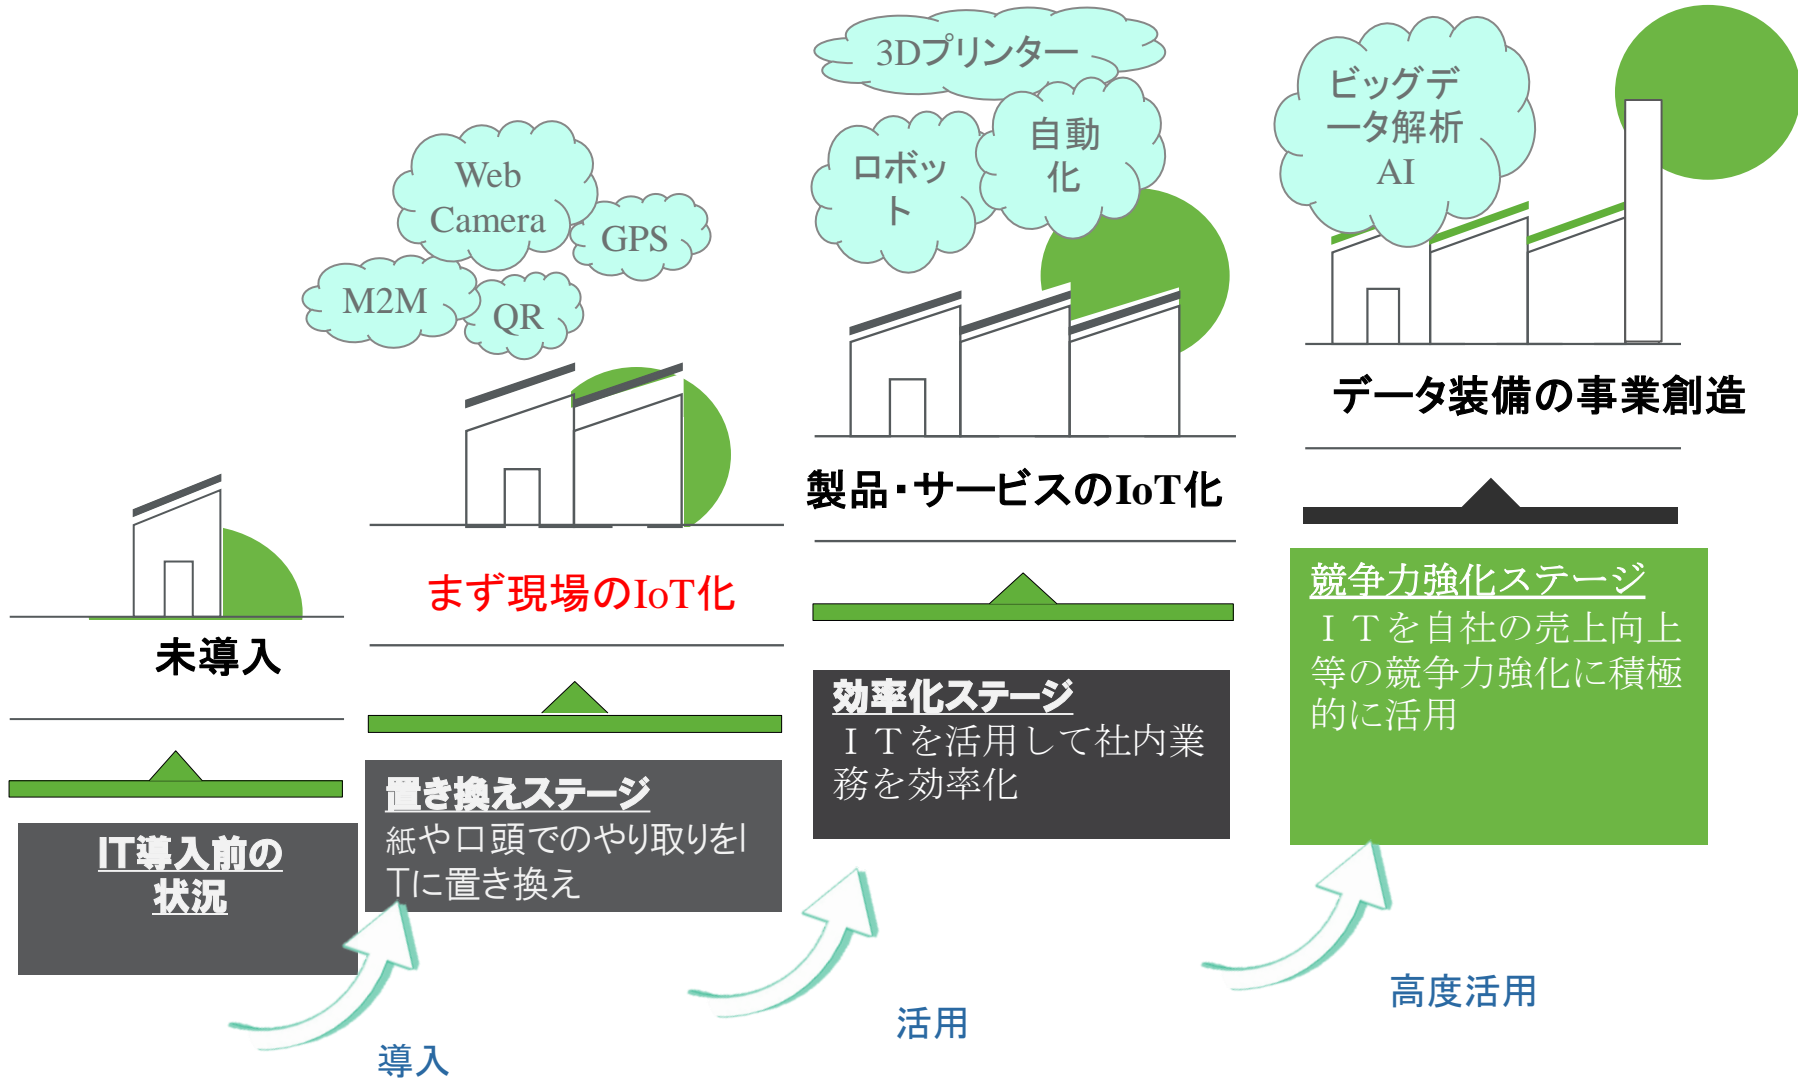 3Dプリンター
ビッグデ
ータ解析
AI
自動
化
ロボッ
ト
Web
Camera
GPS
M2M
QR
データ装備の事業創造
製品・サービスのIoT化
まず現場のIoT化
未導入
競争力強化ステージ
ＩＴを自社の売上向上
等の競争力強化に積極
的に活用
効率化ステージ
ＩＴを活用して社内業
務を効率化
置き換えステージ
紙や口頭でのやり取りをI
Tに置き換え
IT導入前の
状況
導入
活用
高度活用